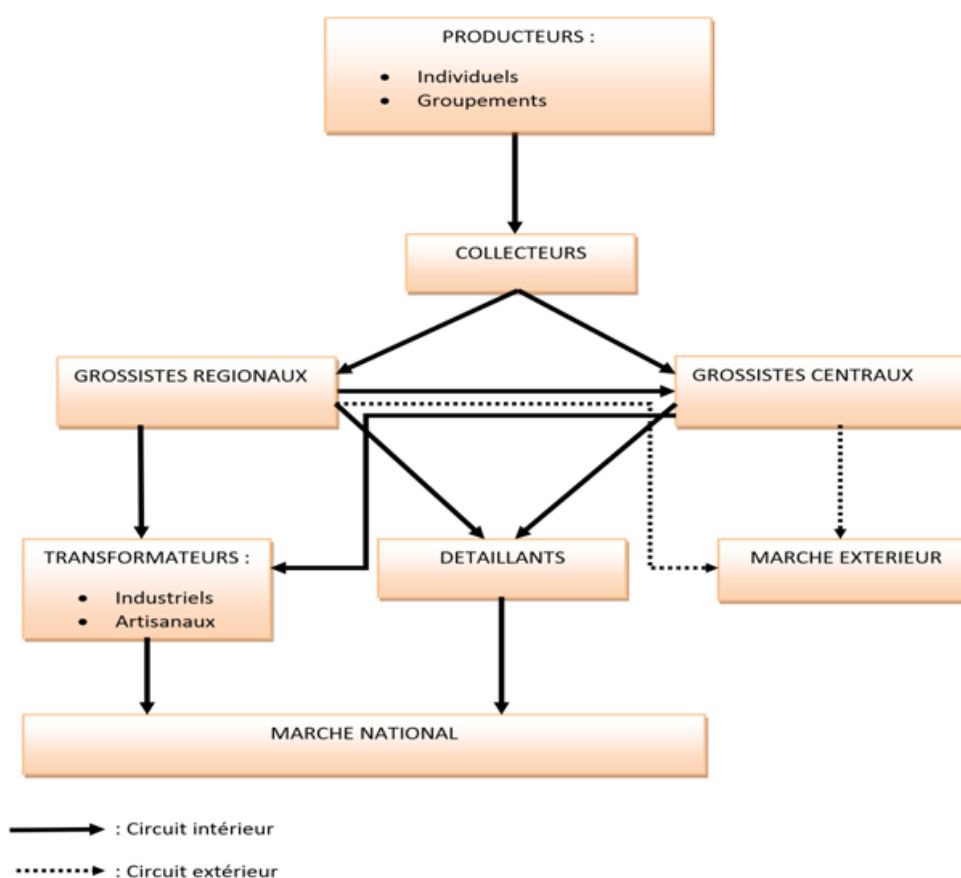 PRODUCTEURS :
• Individuels
• Groupements
COLLECTEURS
GROSSISTES REGIONAUX
GROSSISTES CENTRAUX
TRANSFORMATEURS :
• Industriels
• Artisanaux
DETAILLANTS
MARCHE EXTERIEUR
MARCHE NATIONAL
: Circuit intérieur
: Circuit extérieur